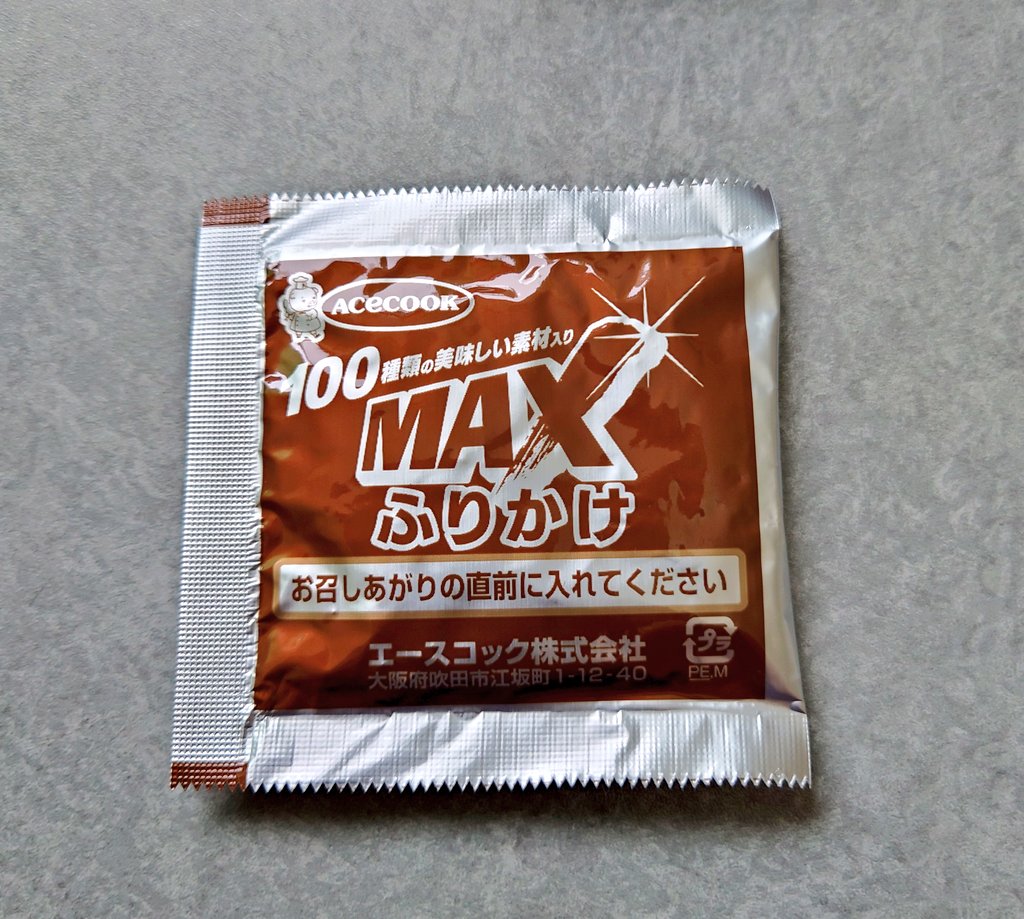 ACECOOK
100種類の美味しい素材入り
MAX
ふりかけ
お召しあがりの直前に入れてください
エースコック株式会社
大阪府吹田市江坂町1-12-40
プラ
PE,M